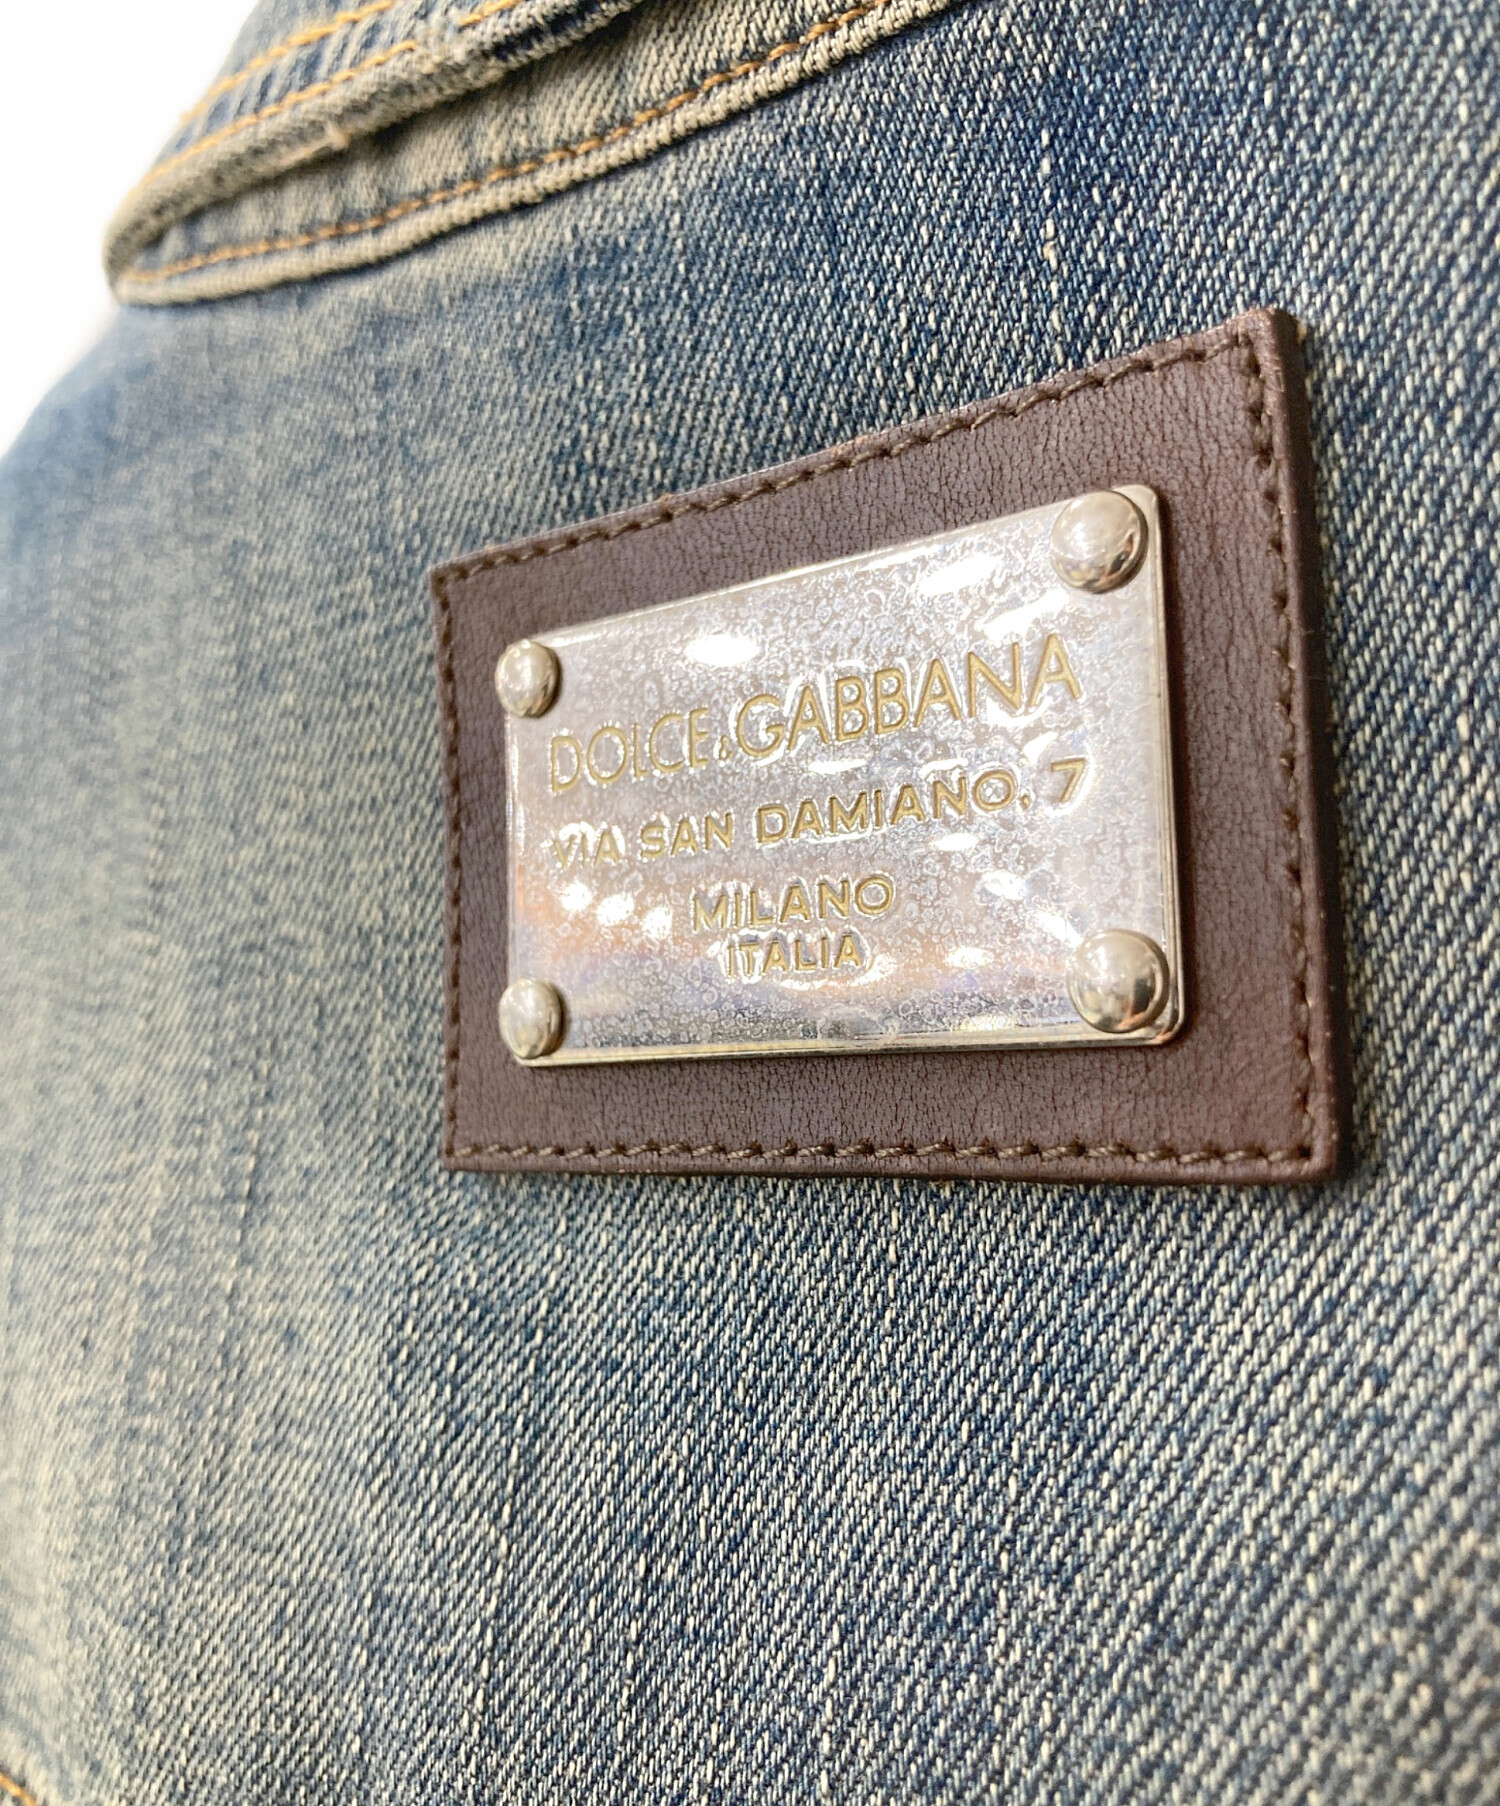 DOLCE & GABBANA
VIA SAN DAMIANO, 7
MILANO
ITALIA